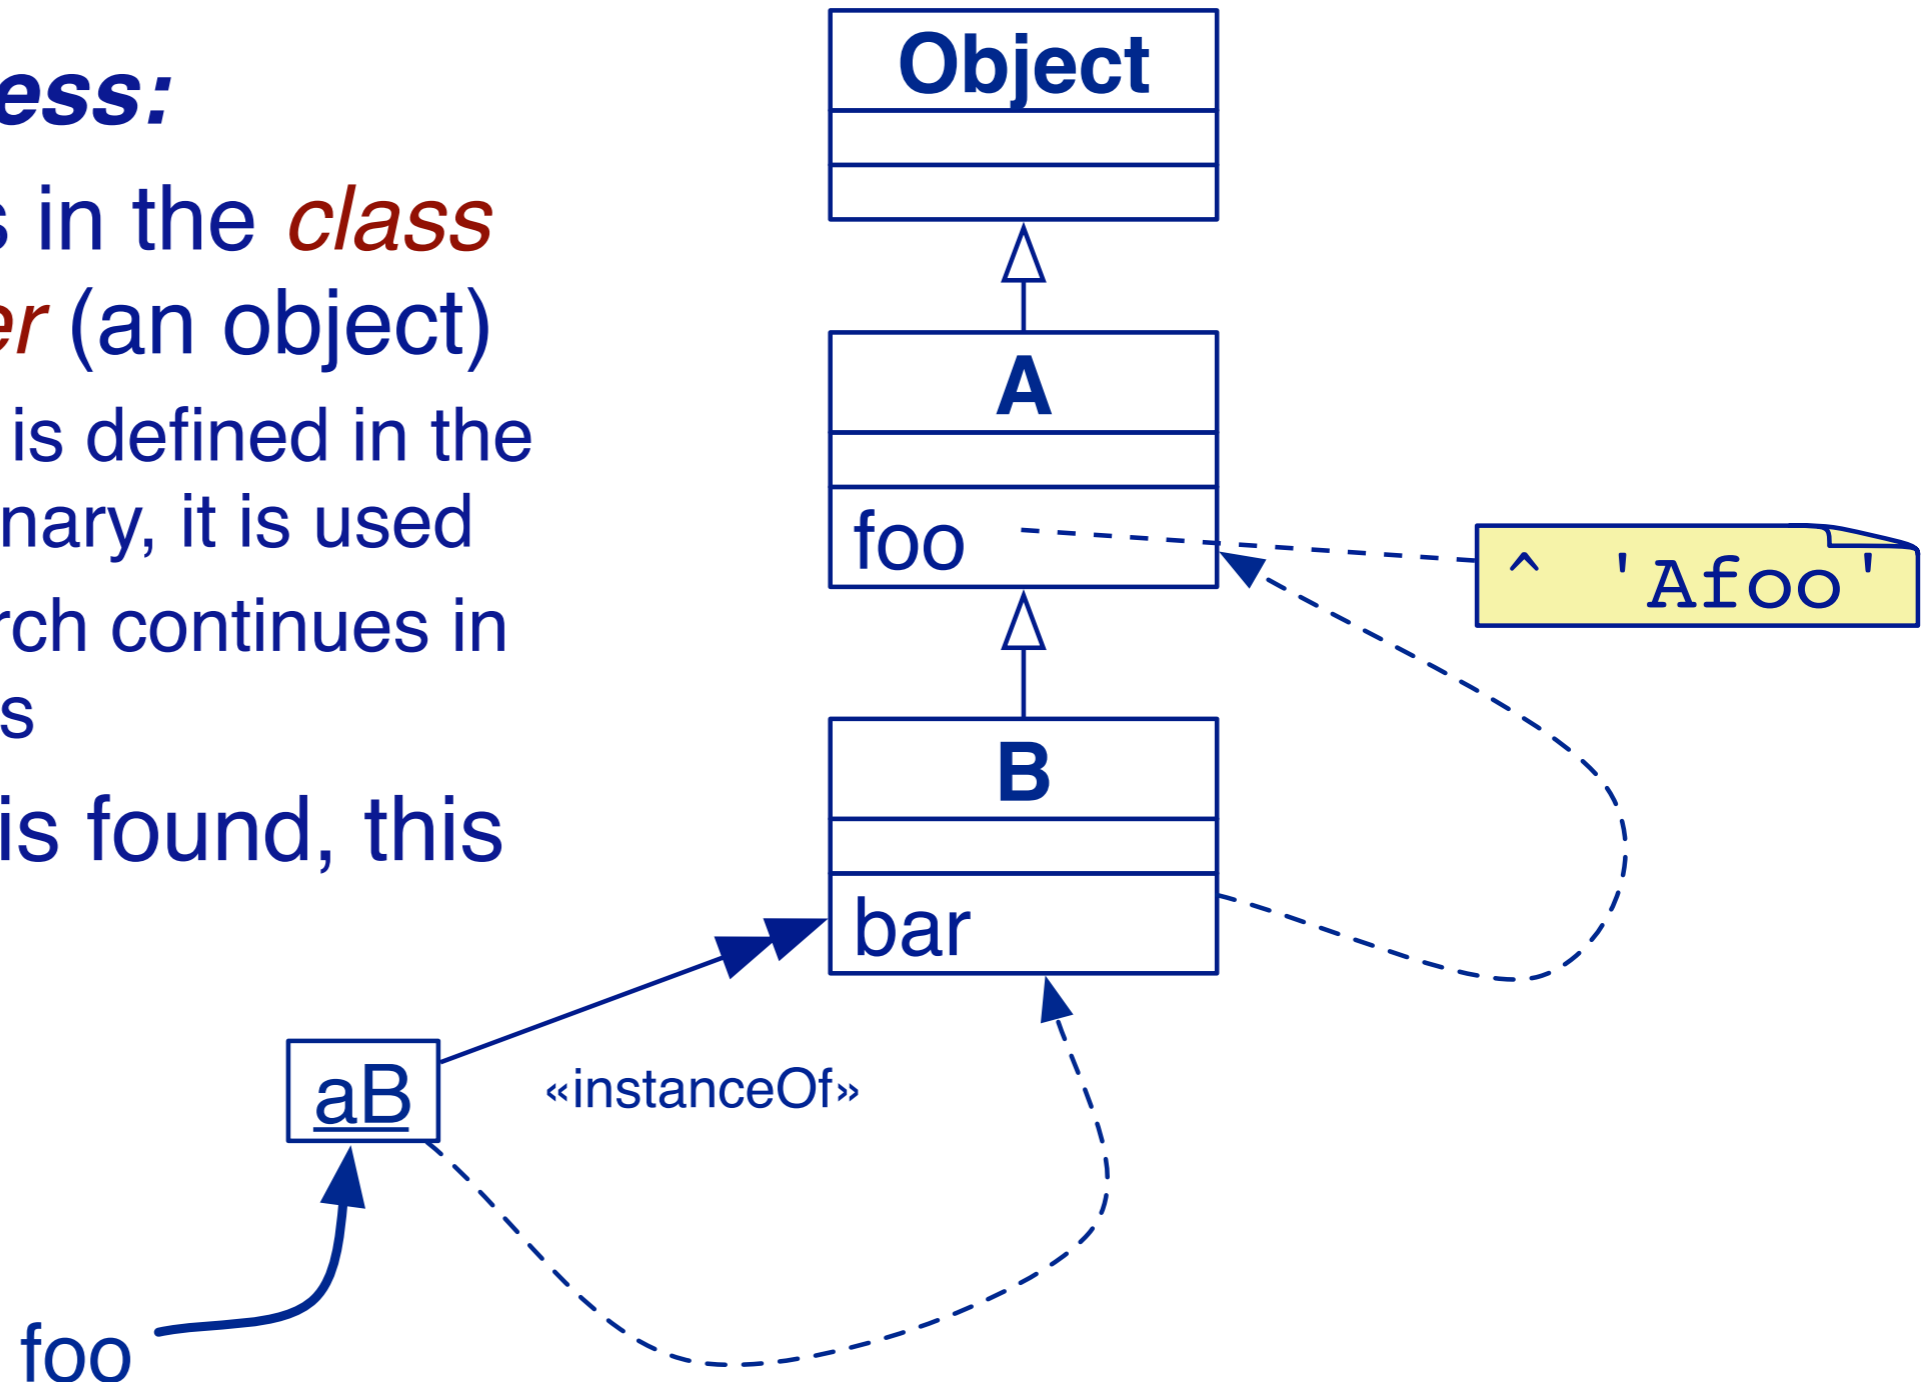 ess:
s in the class
er (an object)
is defined in the
nary, it is used
rch continues in
s
is found, this
Object
A
foo
^ 'Afoo'
B
bar
aB
«instanceOf»
foo